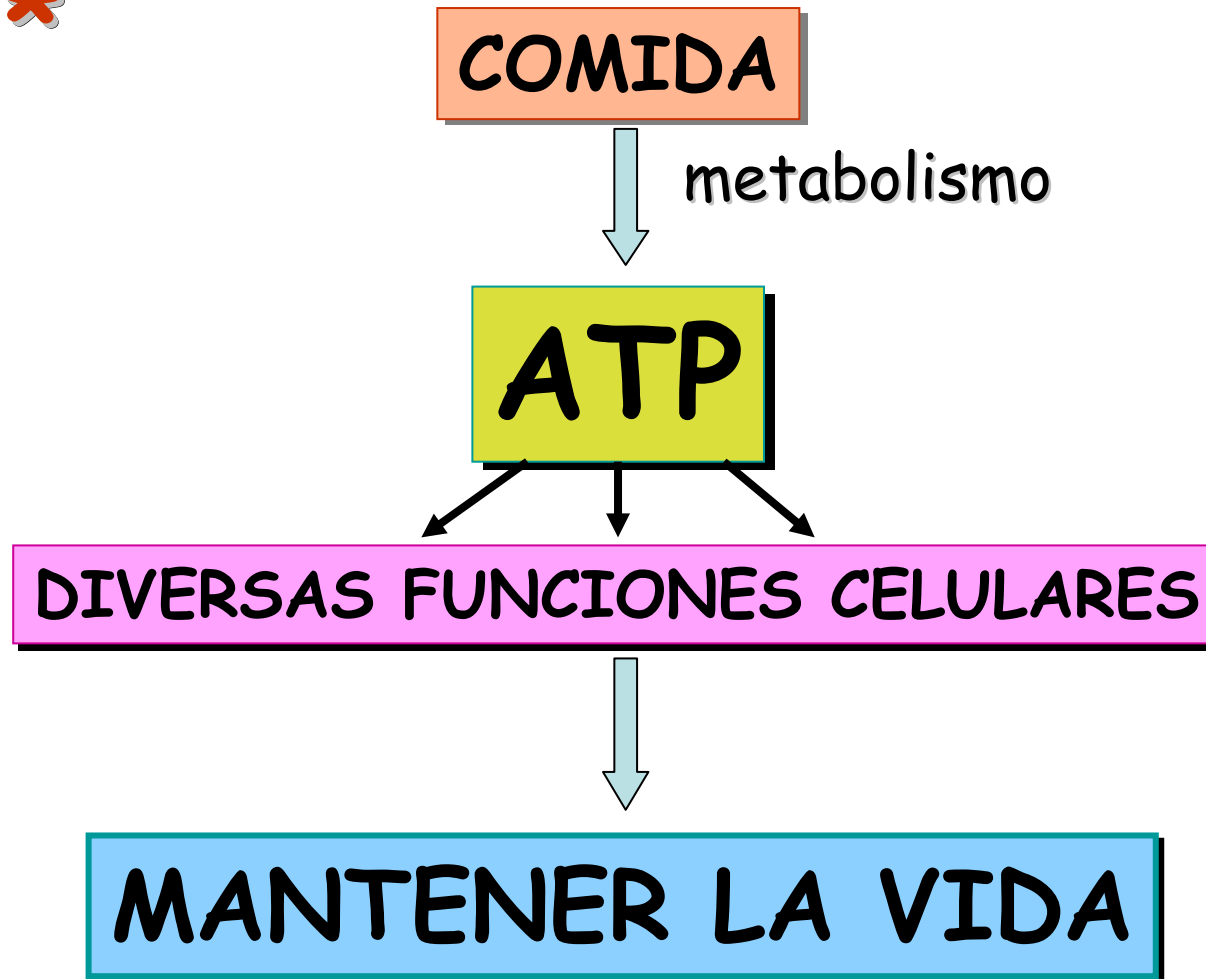 COMIDA
metabolismo
ATP
DIVERSAS FUNCIONES CELULARES
MANTENER LA VIDA